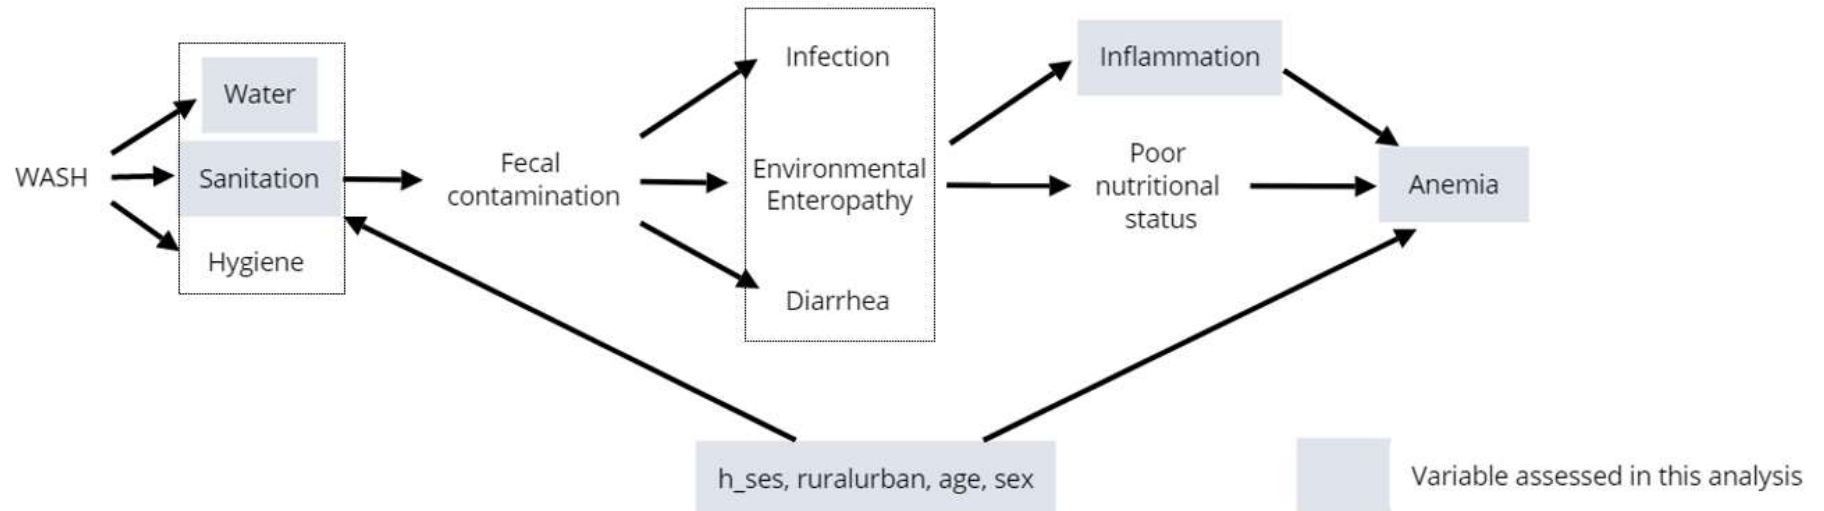 WASH
Water
Sanitation
Hygiene
Fecal
contamination
Infection
Environmental
Enteropathy
Diarrhea
Inflammation
Poor
nutritional
status
Anemia
h_ses, ruralurban, age, sex
Variable assessed in this analysis